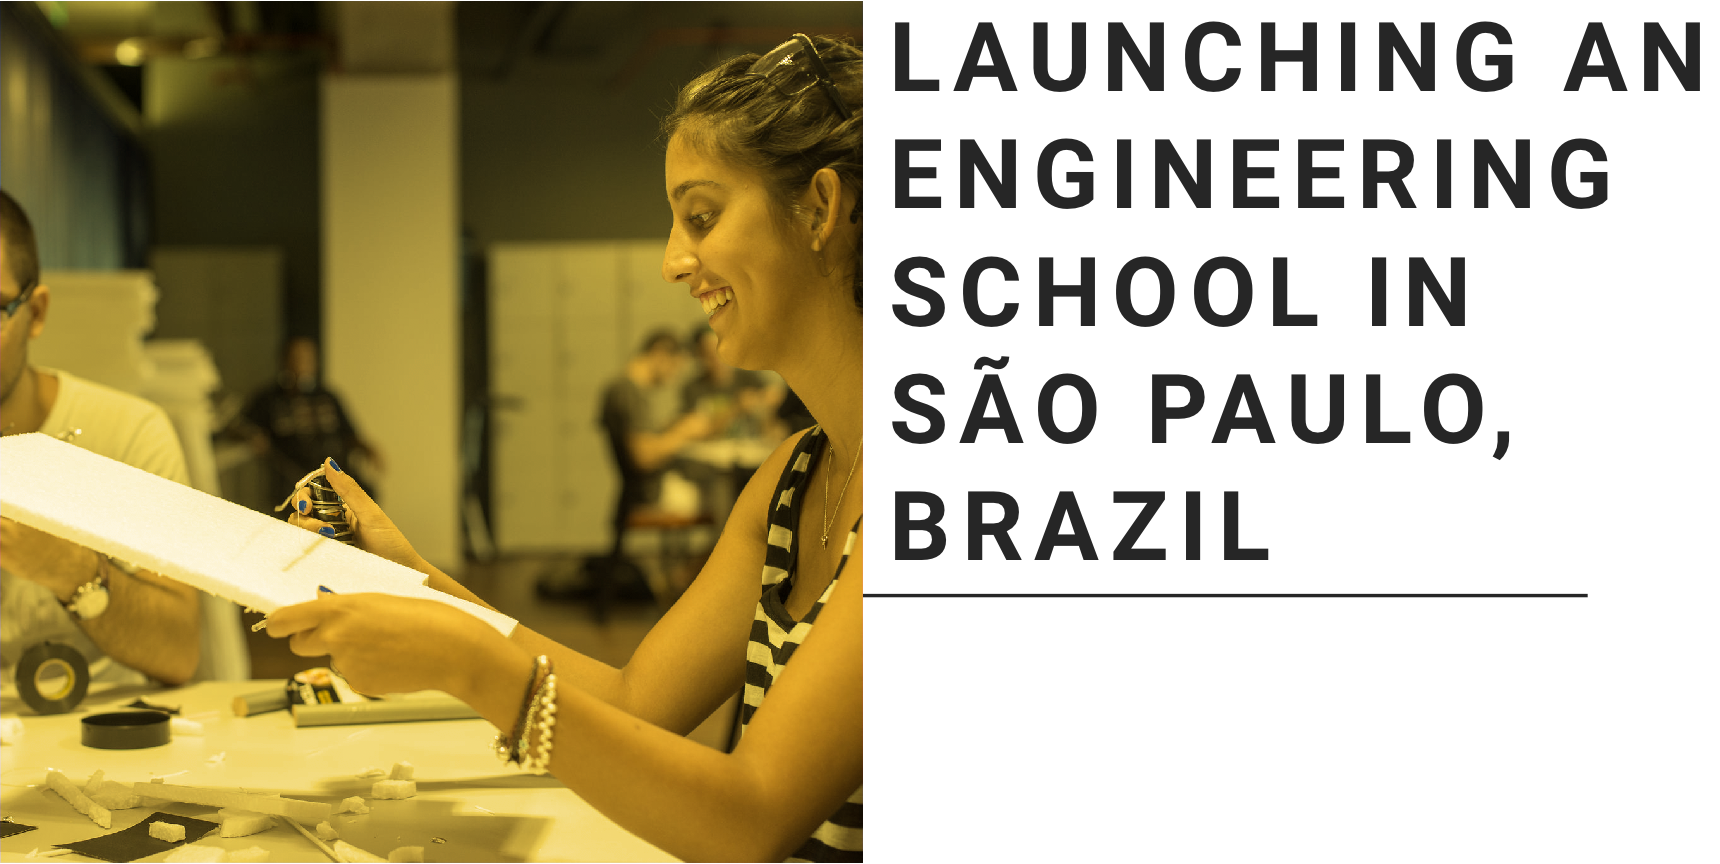 LAUNCHING AN
ENGINEERING
SCHOOL IN
SÃO PAULO,
BRAZIL